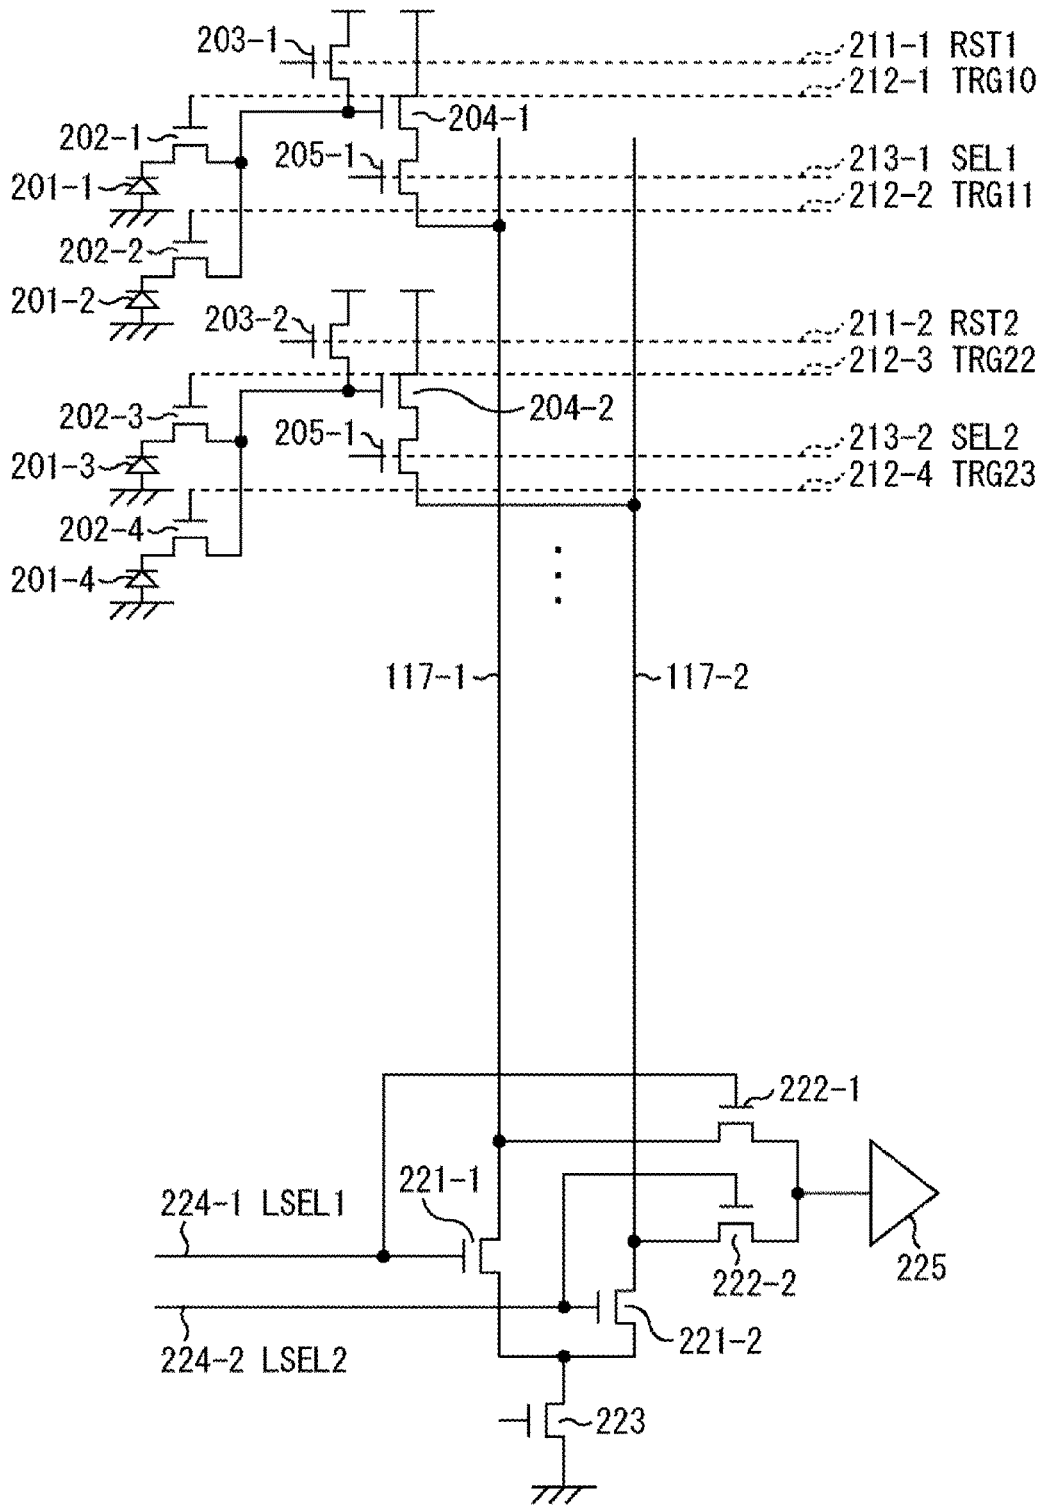 203-1
211-1 RST1
212-1 TRG10
204-1
202-1
205-1
213-1 SEL1
201-1
212-2 TRG11
202-2
201-2
203-2
211-2 RST2
212-3 TRG22
202-3
204-2
205-1
213-2 SEL2
201-3
212-4 TRG23
202-4
201-4
117-1
117-2
222-1
221-1
224-1 LSEL1
225
222-2
221-2
224-2 LSEL2
223